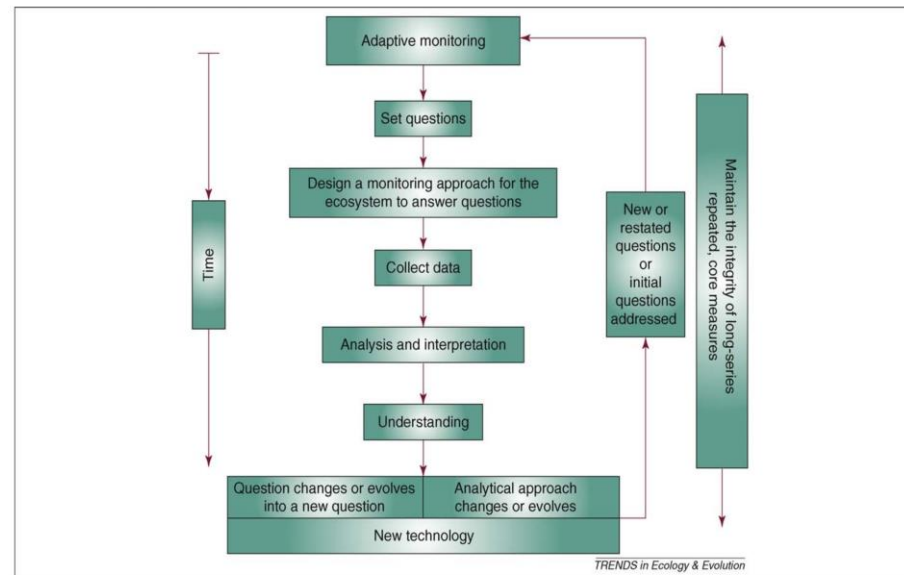 Adaptive monitoring
Set questions
Design a monitoring approach for the
ecosystem to answer questions
Collect data
Analysis and interpretation
Understanding
Question changes or evolves
into a new question
Analytical approach
changes or evolves
New technology
Time
New or
restated
questions
or
initial
questions
addressed
Maintain the integrity of long-series
repeated, core measures
TRENDS in Ecology & Evolution